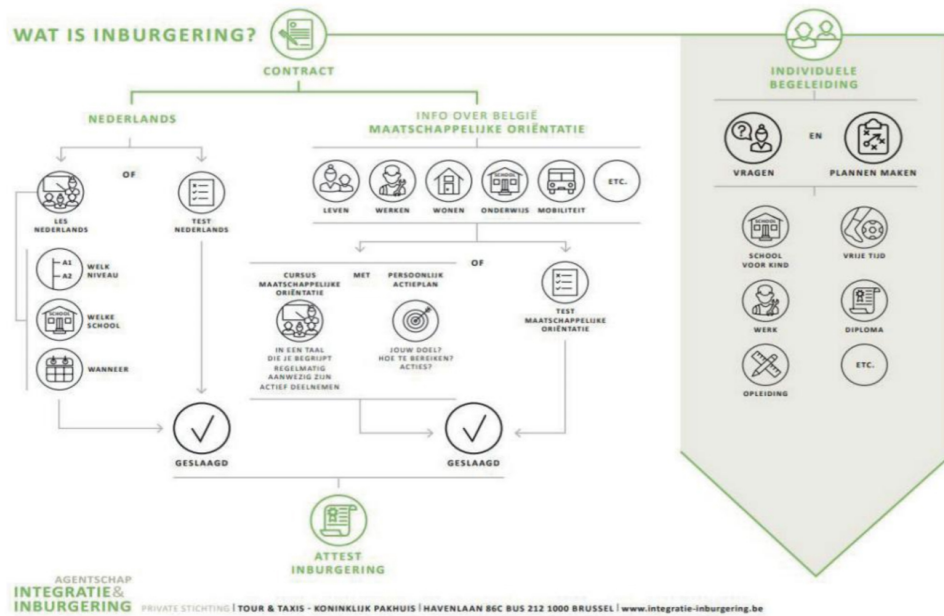 WAT IS INBURGERING?
CONTRACT
NEDERLANDS
OF
LES
NEDERLANDS
TEST
NEDERLANDS
A1
A2
WELK
NIVEAU
SCHOOL
WELKE
SCHOOL
WANNEER
GESLAAGD
INFO OVER BELGIË
MAATSCHAPPELIJKE ORIËNTATIE
LEVEN
WERKEN
WONEN
SCHOOL
ONDERWIJS
MOBILITEIT
ETC.
CURSUS
MAATSCHAPPELIJKE
ORIËNTATIE
MET
PERSOONLIJK
ACTIEPLAN
IN EEN TAAL
DIE JE BEGRIJPT
REGELMATIG
AANWEZIG ZIJN
ACTIEF DEELNEMEN
JOUW DOEL?
HOE TE BEREIKEN?
ACTIES?
OF
TEST
MAATSCHAPPELIJKE
ORIËNTATIE
GESLAAGD
ATTEST
INBURGERING
INDIVIDUELE
BEGELEIDING
?
VRAGEN
EN
PLANNEN MAKEN
SCHOOL
SCHOOL
VOOR KIND
VRIJE TIJD
WERK
DIPLOMA
OPLEIDING
ETC.
AGENTSCHAP
INTEGRATIE&
INBURGERING
PRIVATE STICHTING | TOUR & TAXIS - KONINKLIJK PAKHUIS | HAVENLAAN 86C BUS 212 1000 BRUSSEL | www.integratie-inburgering.be